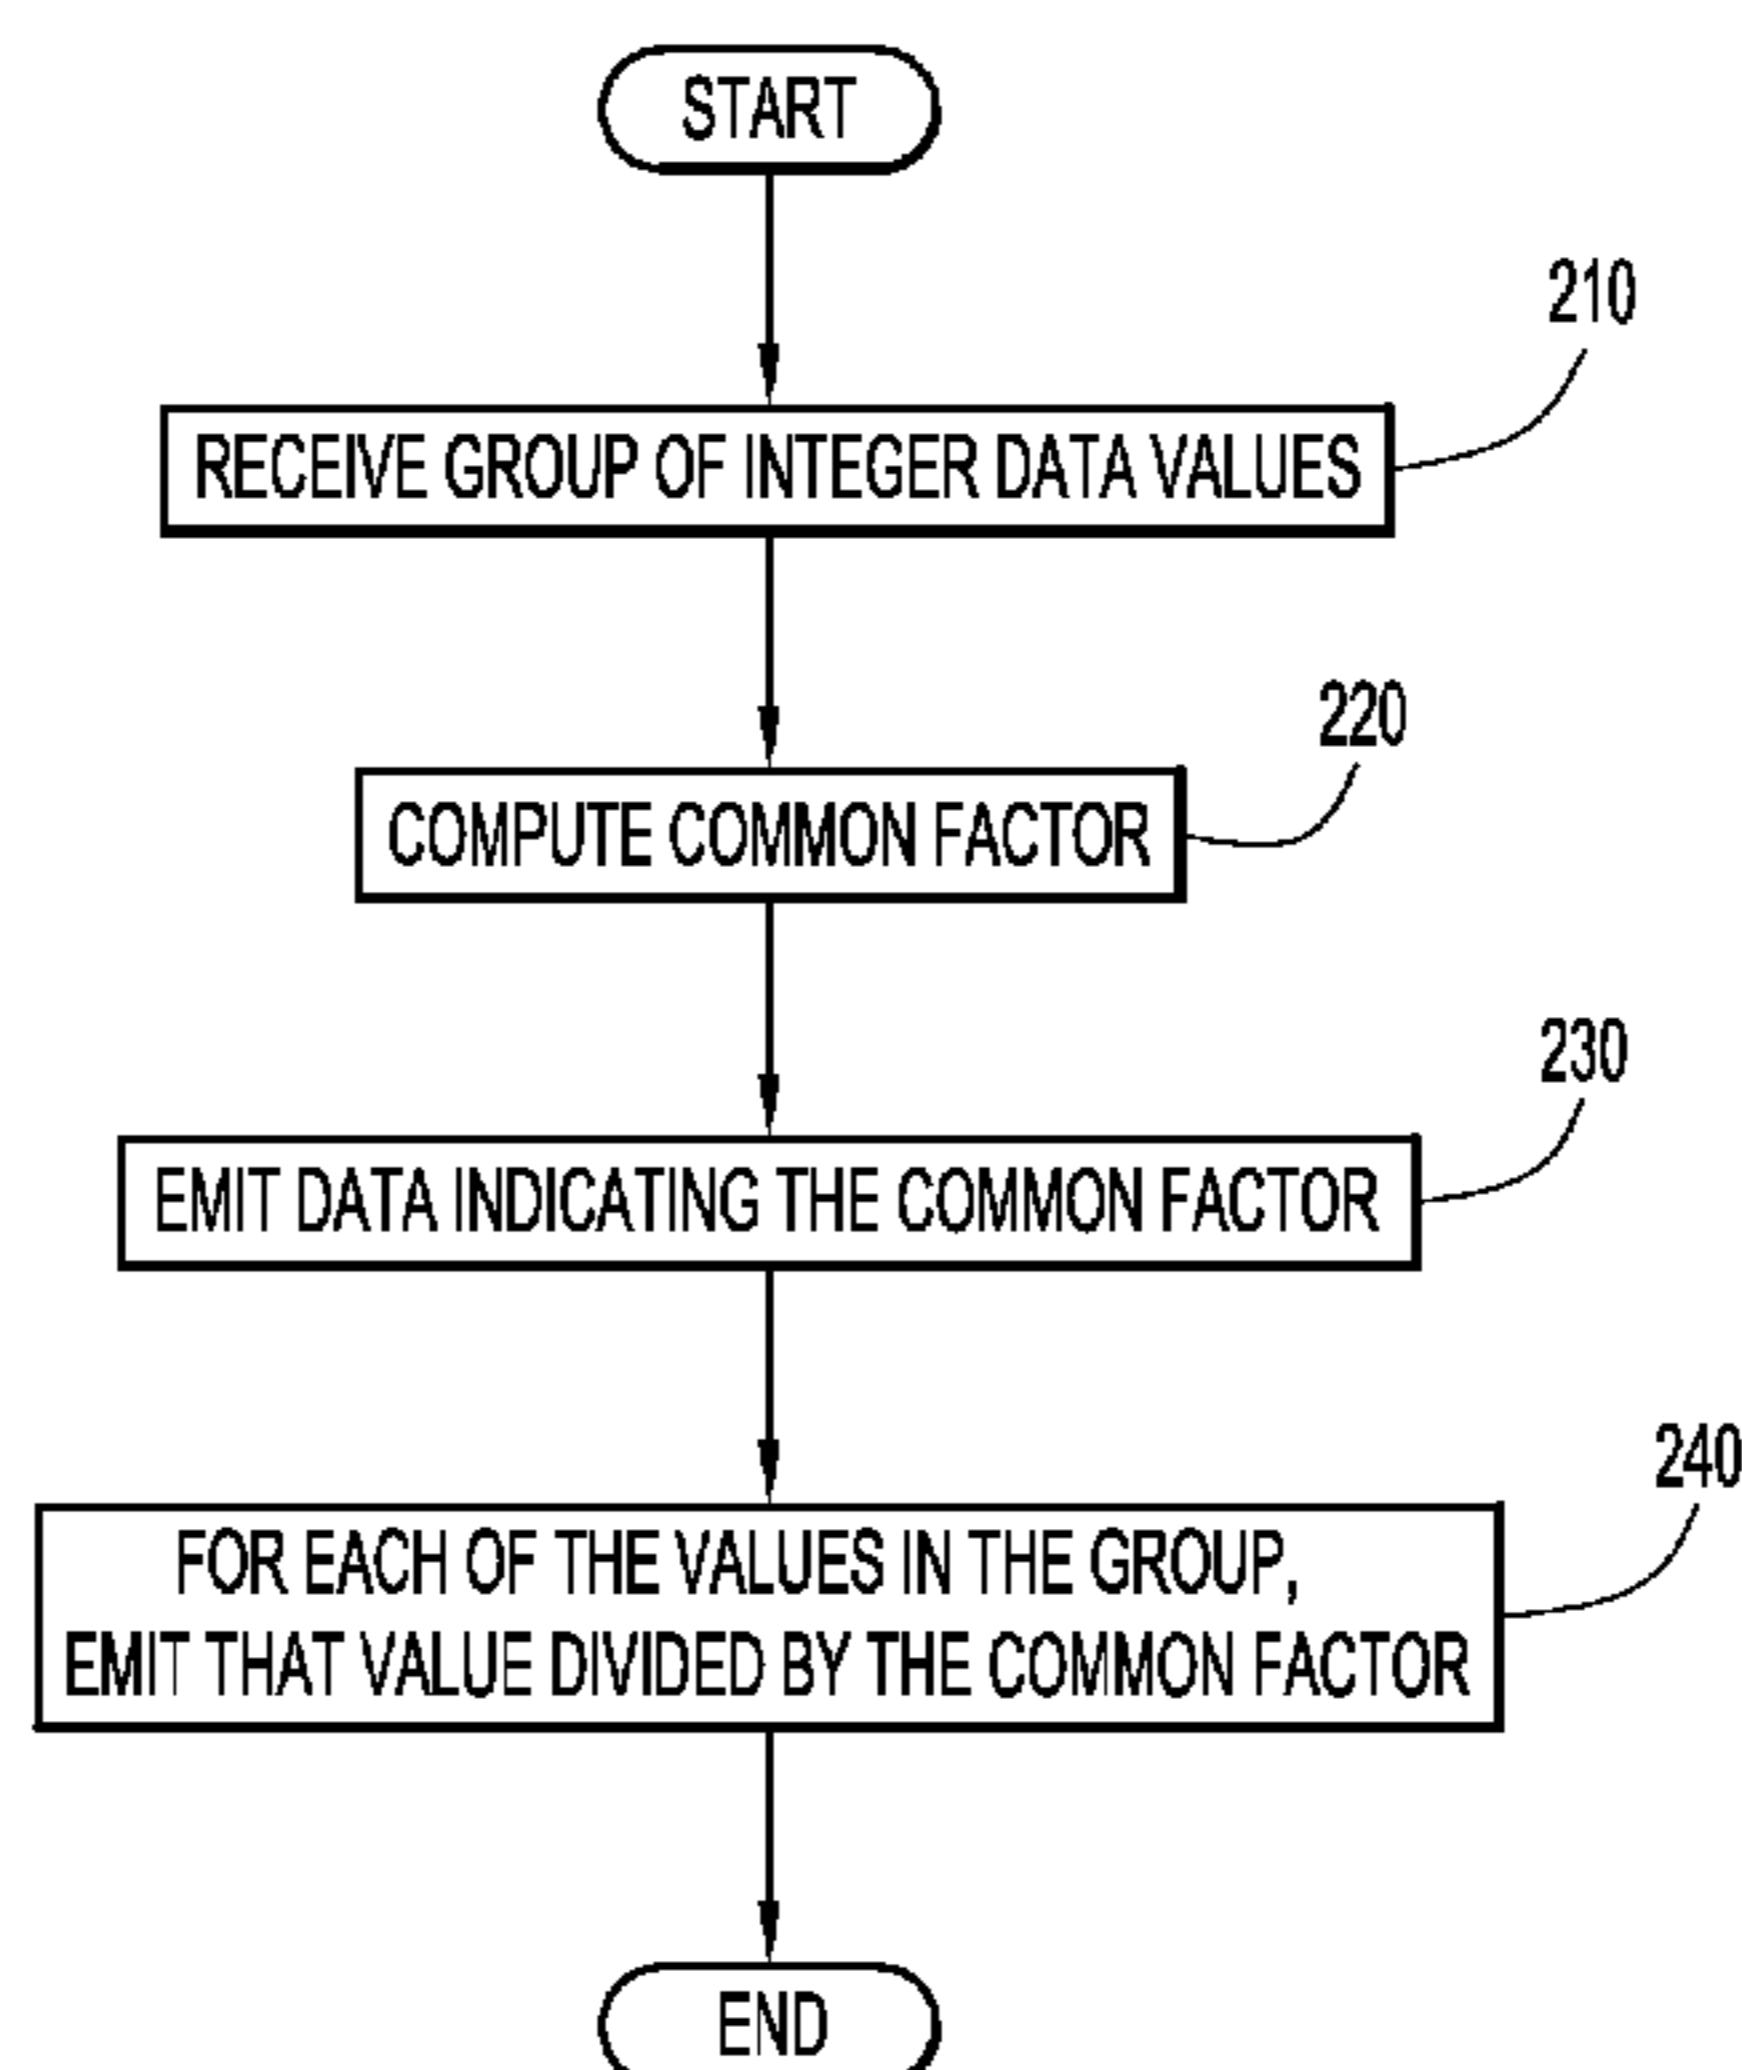 START
210
RECEIVE GROUP OF INTEGER DATA VALUES
220
COMPUTE COMMON FACTOR
230
EMIT DATA INDICATING THE COMMON FACTOR
240
FOR EACH OF THE VALUES IN THE GROUP,
EMIT THAT VALUE DIVIDED BY THE COMMON FACTOR
END